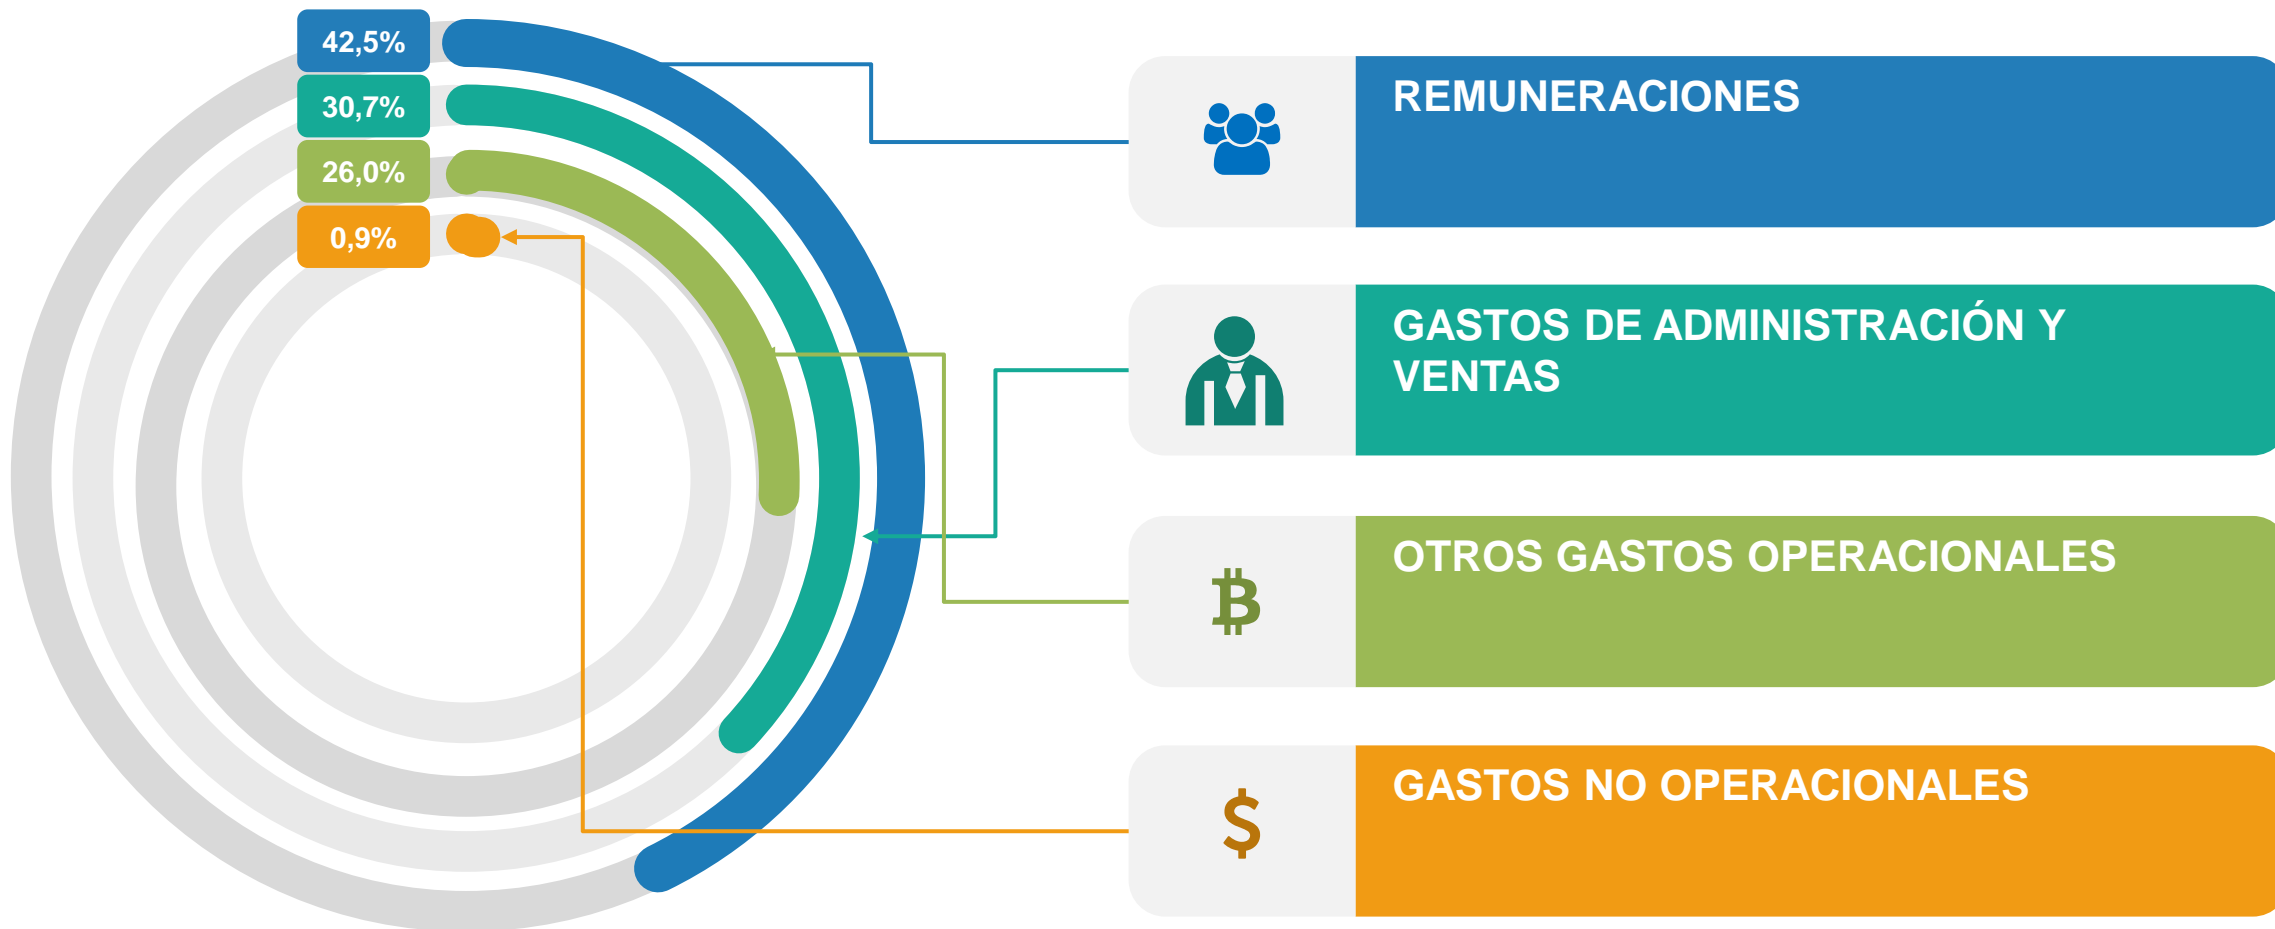 42,5%
30,7%
26,0%
0,9%
REMUNERACIONES
GASTOS DE ADMINISTRACIÓN Y
VENTAS
OTROS GASTOS OPERACIONALES
GASTOS NO OPERACIONALES